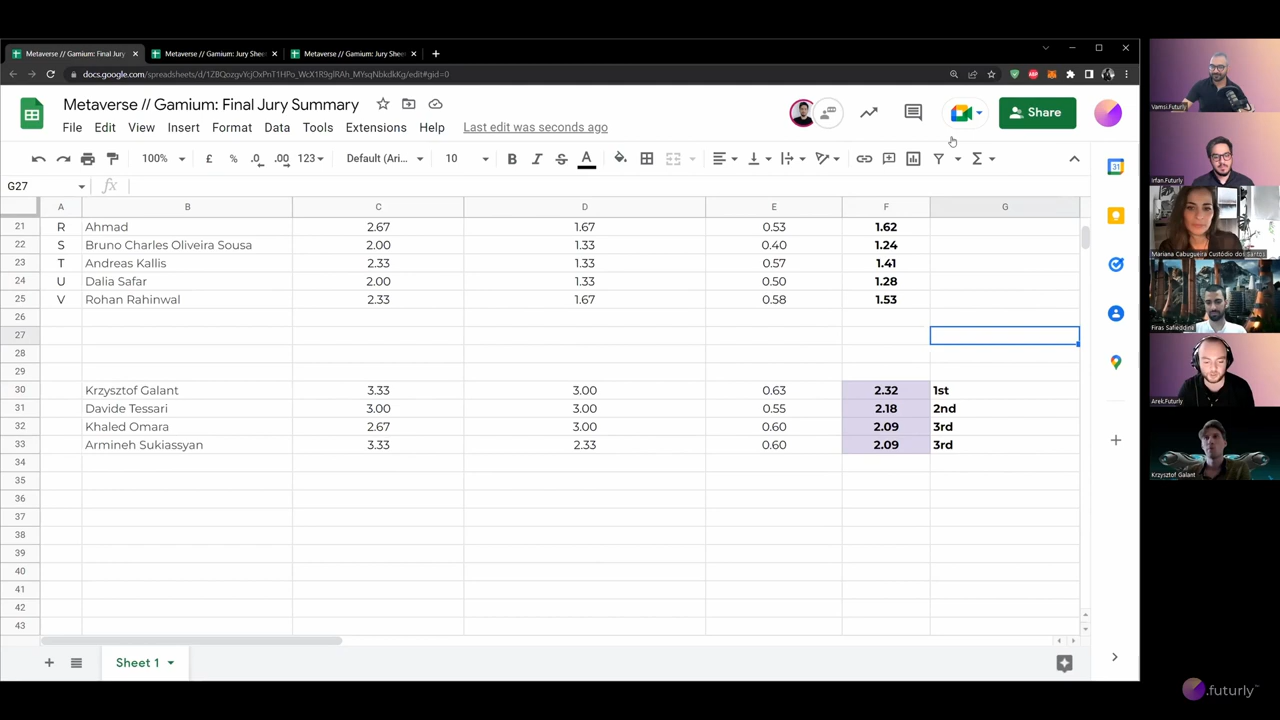 Metaverse // Gamium: Final Jury
Metaverse // Gamium: Jury Shee
Metaverse // Gamium: Jury Sheet
docs.google.com/spreadsheets/d/
Metaverse // Gamium: Final Jury Summary
Share
File Edit View Insert Format Data Tools Extensions Help Last edit was seconds ago
100% £ % .0 .00 123 Default (Ari... 10 B I S A
G27 fx
A B C D E F G
21 R Ahmad 2.67 1.67 0.53 1.62
22 S Bruno Charles Oliveira Sousa 2.00 1.33 0.40 1.24
23 T Andreas Kallis 2.33 1.33 0.57 1.41
24 U Dalia Safar 2.00 1.33 0.50 1.28
25 V Rohan Rahinwal 2.33 1.67 0.58 1.53
26
27
28
29
30 Krzysztof Galant 3.33 3.00 0.63 2.32 1st
31 Davide Tessari 3.00 3.00 0.55 2.18 2nd
32 Khaled Omara 2.67 3.00 0.60 2.09 3rd
33 Armineh Sukiassyan 3.33 2.33 0.60 2.09 3rd
34
35
36
37
38
39
40
41
42
43
Sheet 1
31
Vamsi.Futurly
Irfan.Futurly
Mariana Cabugueira Custódio dos Santos
Firas Safieddine
Arek.Futurly
Krzysztof Galant
.futurly™